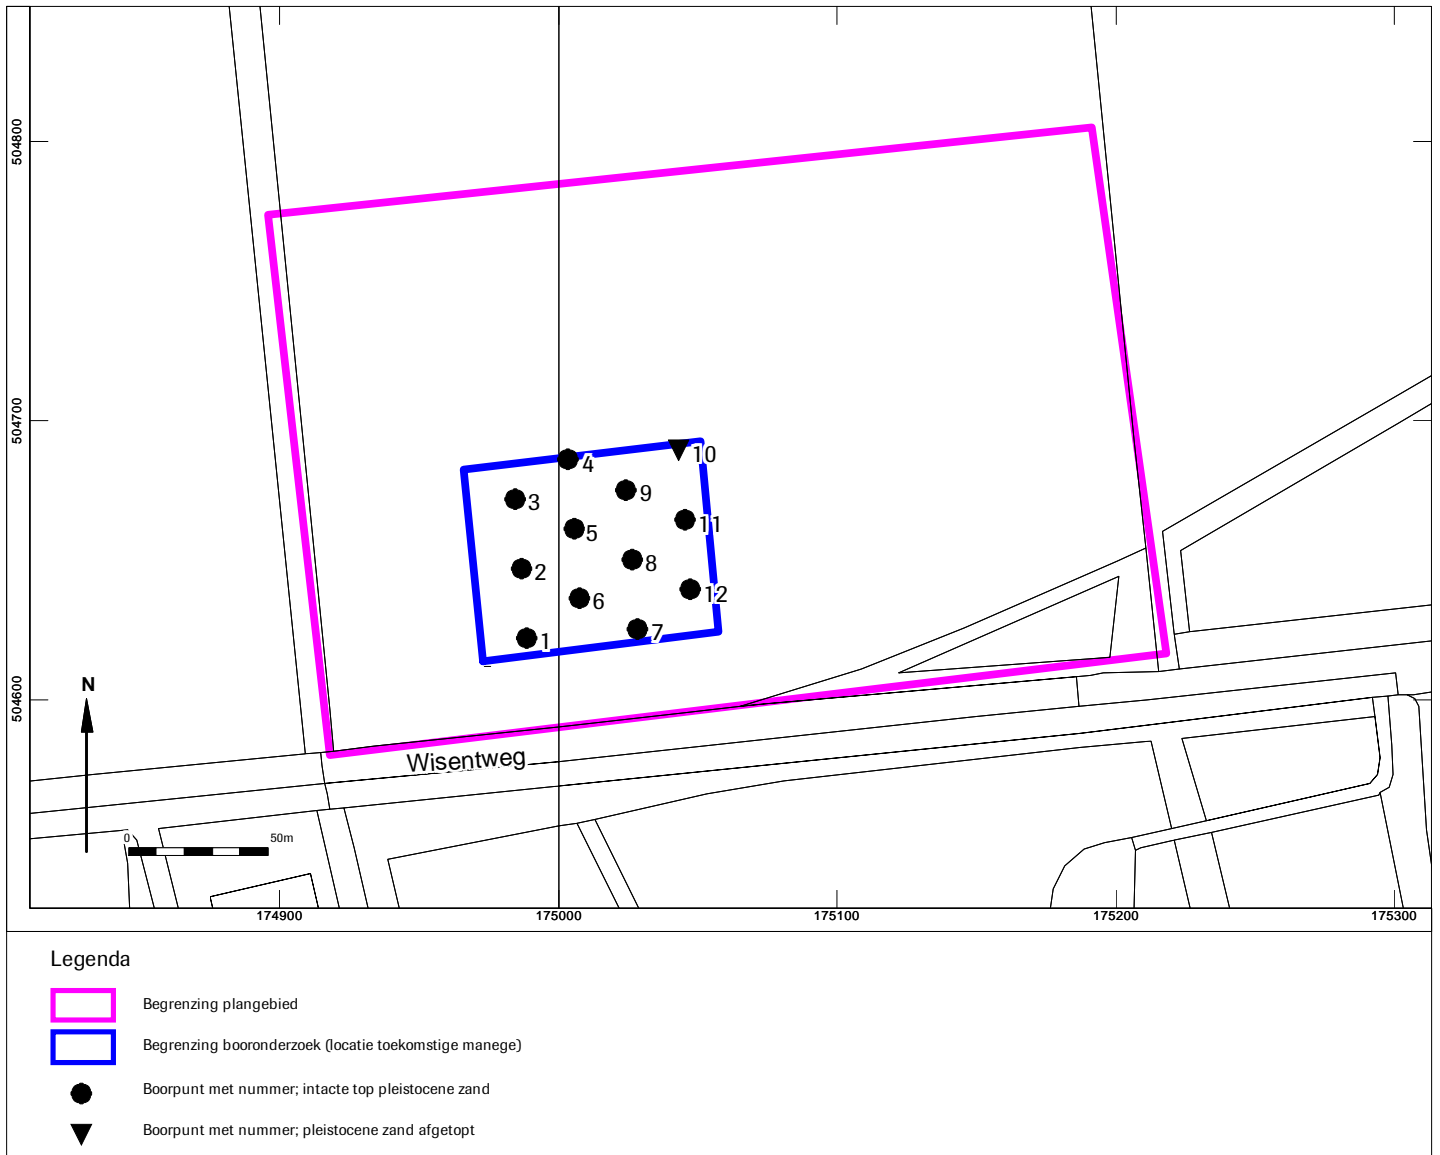 504800
504700
504600
4
10
3
9
5
11
2
8
6
12
1
7
N
Wisentweg
0
50m
174900
175000
175100
175200
175300
Legenda
Begrenzing plangebied
Begrenzing booronderzoek (locatie toekomstige manege)
Boorpunt met nummer; intacte top pleistocene zand
Boorpunt met nummer; pleistocene zand afgetopt